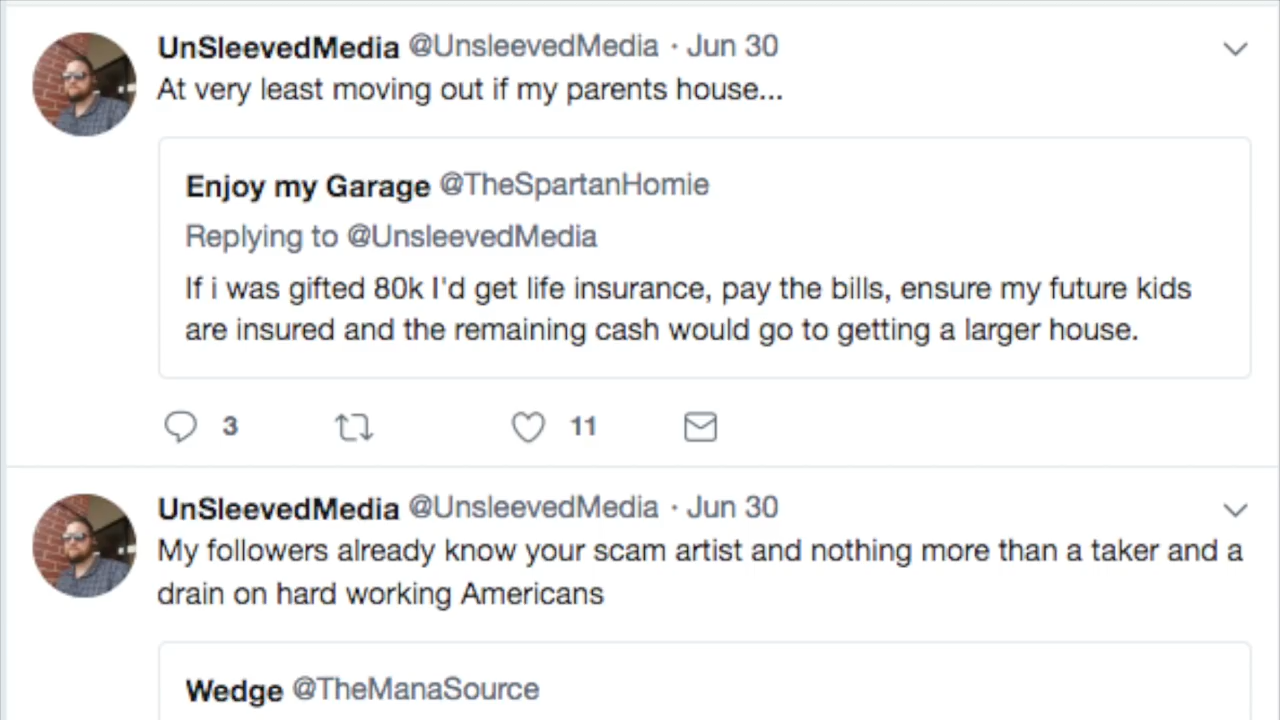 UnSleevedMedia @UnsleevedMedia · Jun 30
At very least moving out if my parents house...
Enjoy my Garage @TheSpartanHomie
Replying to @UnsleevedMedia
If i was gifted 80k I'd get life insurance, pay the bills, ensure my future kids
are insured and the remaining cash would go to getting a larger house.
3 11
UnSleevedMedia @UnsleevedMedia · Jun 30
My followers already know your scam artist and nothing more than a taker and a
drain on hard working Americans
Wedge @TheManaSource